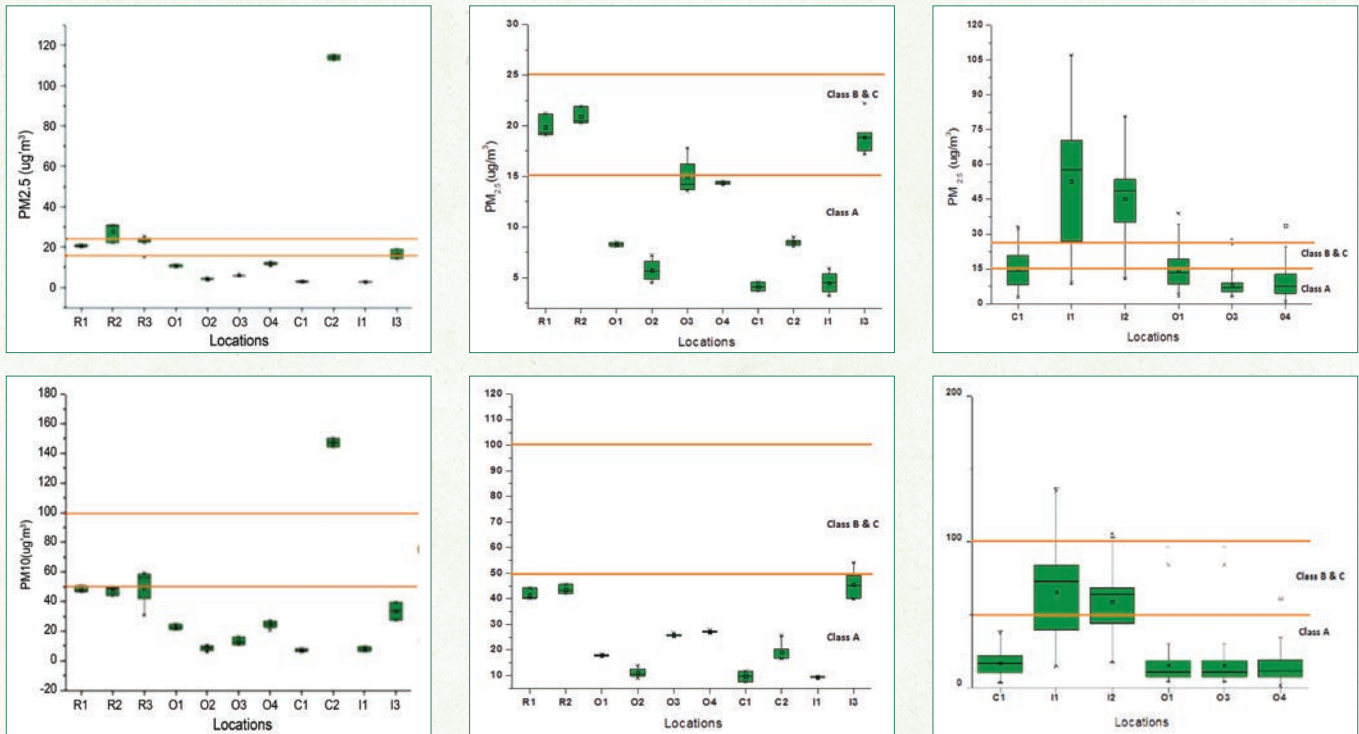 PM2.5 (ug/m³)
120
100
80
60
40
20
0
R1 R2 R3 O1 O2 O3 O4 C1 C2 I1 I3
Locations
PM2.5(ug/m³)
30
25
20
15
10
5
Class B & C
Class A
R1 R2 O1 O2 O3 O4 C1 C2 I1 I3
Locations
PM 2.5 (ug/m³)
120
105
90
75
60
45
30
15
0
Class B & C
Class A
C1 I1 I2 O1 O3 04
Locations
PM10(ug/m³)
180
160
140
120
100
80
60
40
20
0
-20
R1 R2 R3 O1 O2 O3 O4 C1 C2 I1 I3
Locations
120
110
100
90
80
70
60
50
40
30
20
10
Class B & C
Class A
R1 R2 O1 O2 O3 O4 C1 C2 I1 I3
Locations
200
100
0
Class B & C
Class A
C1 I1 I2 O1 O3 O4
Locations